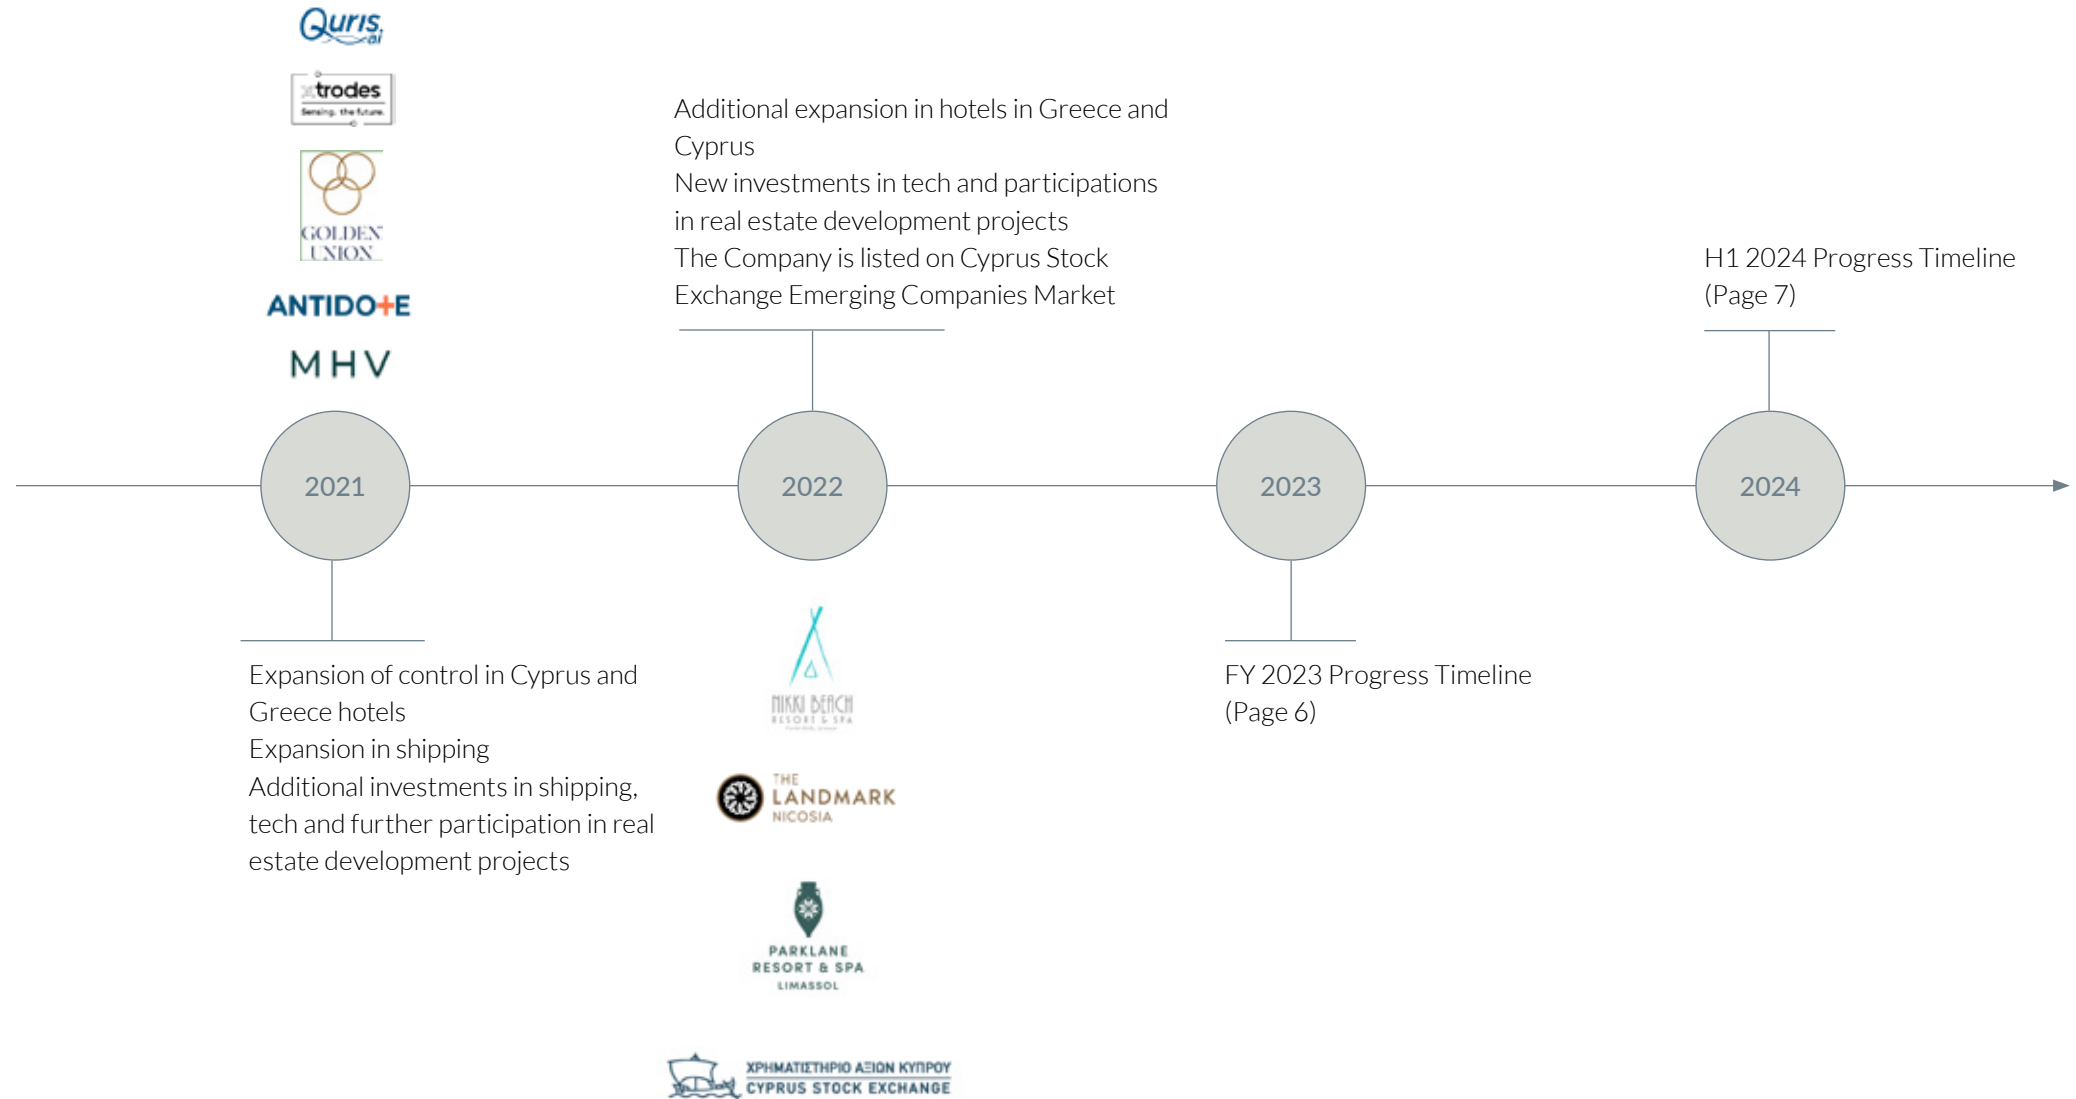 Quris.ai
xtrodes
Sensing. the future.
GOLDEN
UNION
ANTIDOTE
MHV
2021
Expansion of control in Cyprus and
Greece hotels
Expansion in shipping
Additional investments in shipping,
tech and further participation in real
estate development projects
Additional expansion in hotels in Greece and
Cyprus
New investments in tech and participations
in real estate development projects
The Company is listed on Cyprus Stock
Exchange Emerging Companies Market
2022
NIKKI BEACH
RESORT & SPA
THE
LANDMARK
NICOSIA
PARKLANE
RESORT & SPA
LIMASSOL
ΧΡΗΜΑΤΙΣΤΗΡΙΟ ΑΞΙΩΝ ΚΥΠΡΟΥ
CYPRUS STOCK EXCHANGE
2023
FY 2023 Progress Timeline
(Page 6)
H1 2024 Progress Timeline
(Page 7)
2024